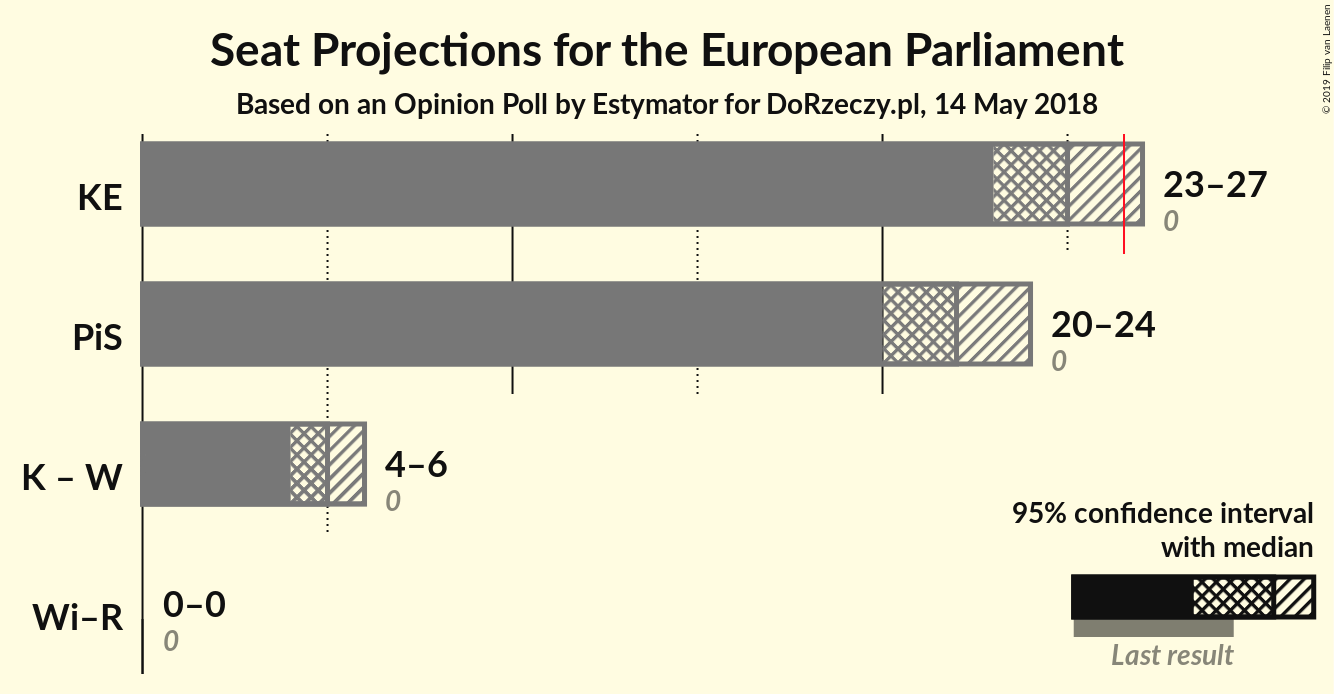 Seat Projections for the European Parliament
Based on an Opinion Poll by Estymator for DoRzeczy.pl, 14 May 2018
© 2019 Filip van Laenen
KE
23–27
0
PiS
20–24
0
K – W
4–6
0
Wi–R
0–0
0
95% confidence interval
with median
Last result